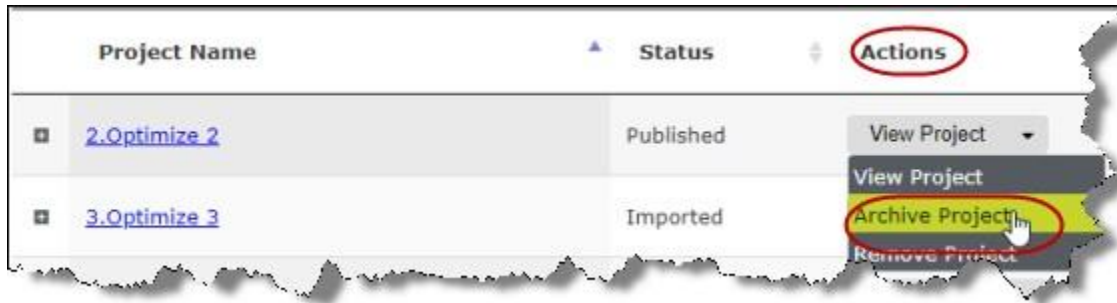 Project Name Status Actions
2.Optimize 2 Published View Project
View Project
3.Optimize 3 Imported Archive Project
Remove Project